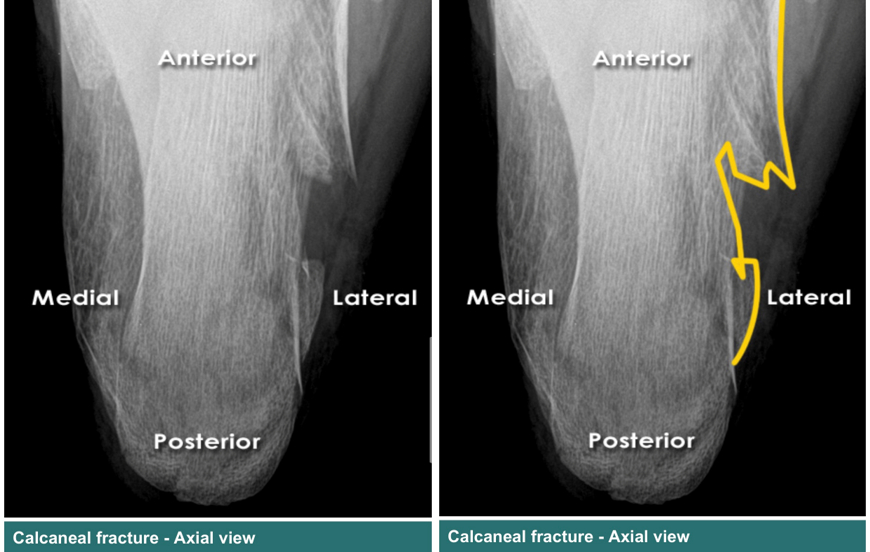 Anterior
Medial
Lateral
Posterior
Calcaneal fracture - Axial view
Anterior
Medial
Lateral
Posterior
Calcaneal fracture - Axial view